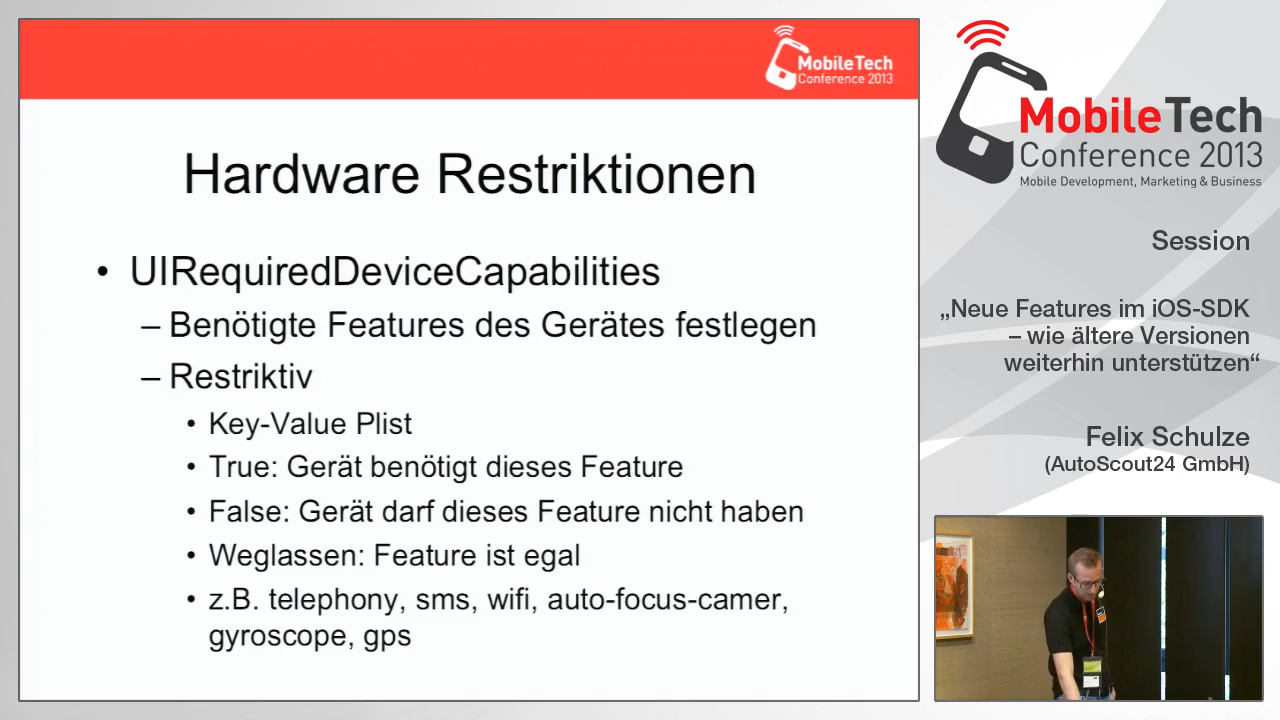 MobileTech
Conference 2013
Hardware Restriktionen
• UIRequiredDeviceCapabilities
– Benötigte Features des Gerätes festlegen
– Restriktiv
• Key-Value Plist
• True: Gerät benötigt dieses Feature
• False: Gerät darf dieses Feature nicht haben
• Weglassen: Feature ist egal
• z.B. telephony, sms, wifi, auto-focus-camer,
gyroscope, gps
MobileTech
Conference 2013
Mobile Development, Marketing & Business
Session
„Neue Features im iOS-SDK
– wie ältere Versionen
weiterhin unterstützen“
Felix Schulze
(AutoScout24 GmbH)